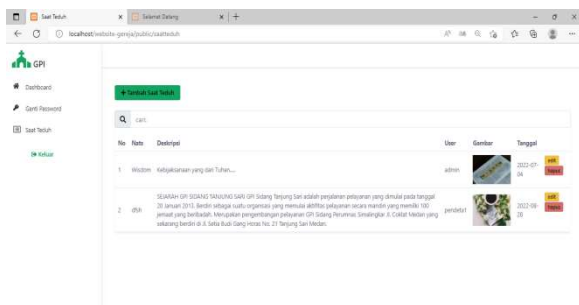 Saat Teduh
Selamat Datang
localhost/website-gereja/public/saatteduh
GPI
Dashboard
Ganti Password
Saat Teduh
Keluar
+ Tambah Saat Teduh
cari..
No Nats Deskripsi User Gambar Tanggal
1 Wisdom Kebijaksanaan yang dari Tuhan.... admin 2022-07-04 edit hapus
2 dfsfi SEJARAH GPI SIDANG TANJUNG SARI GPI Sidang Tanjung Sari adalah perjalanan pelayanan yang dimulai pada tanggal
20 Januari 2013. Berdiri sebagai suatu organisasi yang memulai aktifitas pelayanan secara mandiri yang memiliki 100
jemaat yang beribadah. Merupakan pengembangan pelayanan GPI Sidang Perumnas Simalingkar Jl. Coklat Medan yang
sekarang berdiri di Jl. Setia Budi Gang Horas No. 21 Tanjung Sari Medan.
pendeta1 2022-08- edit hapus